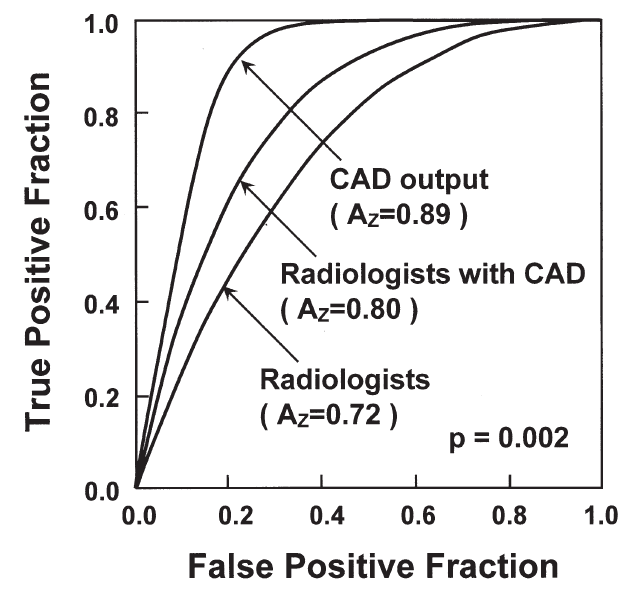 True Positive Fraction
1.0
0.8
0.6
0.4
0.2
0.0
CAD output
( Az=0.89 )
Radiologists with CAD
( Az=0.80 )
Radiologists
( Az=0.72 )
p = 0.002
0.0 0.2 0.4 0.6 0.8 1.0
False Positive Fraction